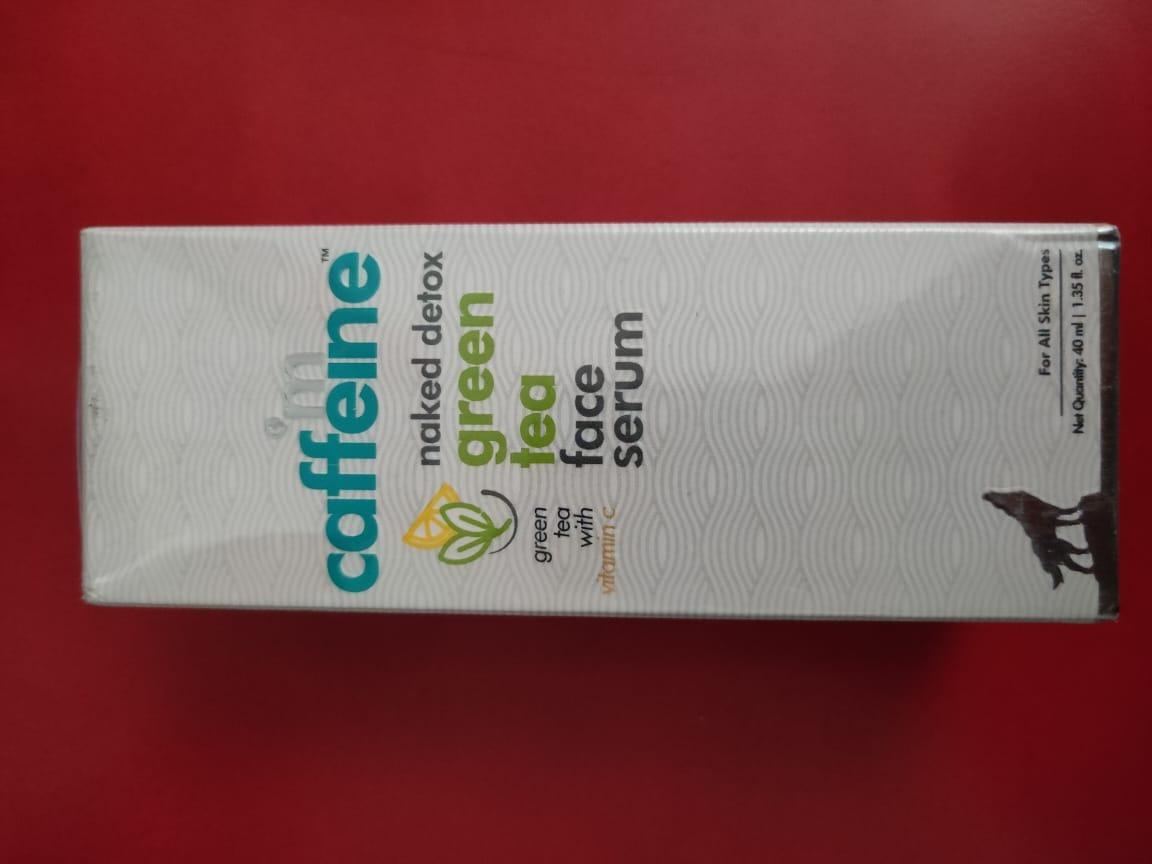 m
caffeine™
naked detox
green
tea
face
serum
green
tea
with
vitamin c
For All Skin Types
Net Quantity: 40 ml | 1.35 fl. oz.